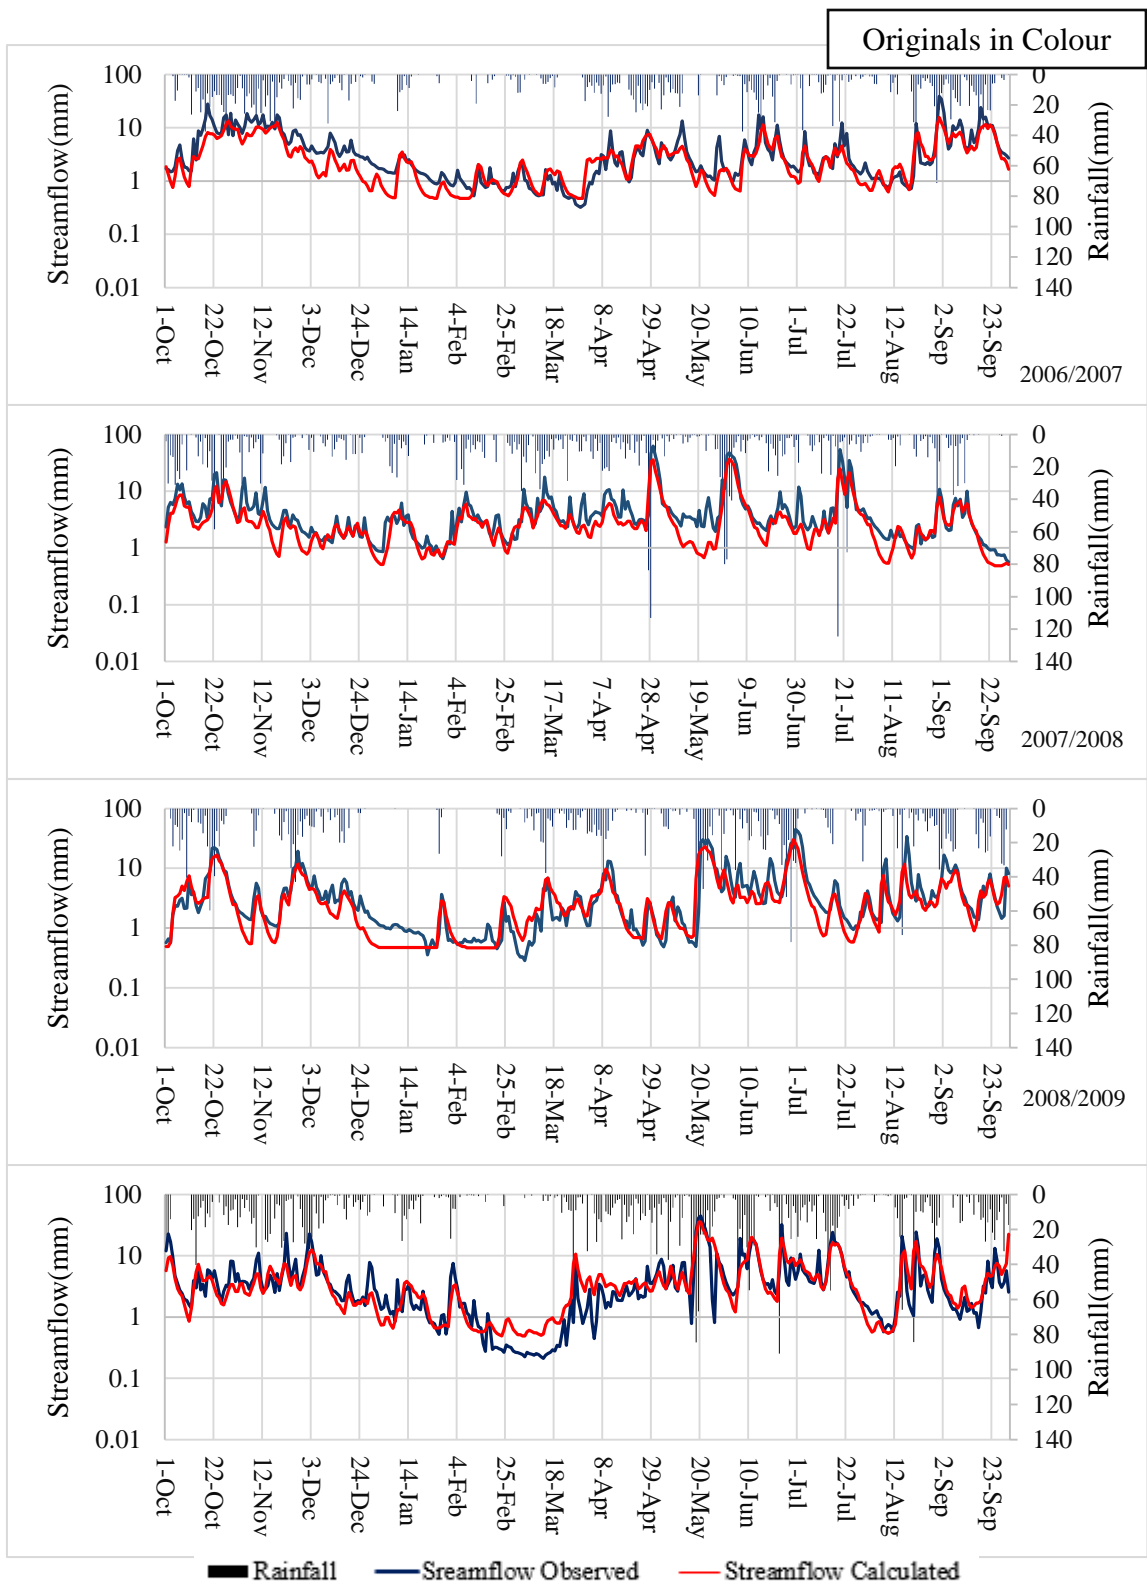 Originals in Colour
Streamflow(mm)
100
10
1
0.1
0.01
0
20
40
60
80
100
120
140
Rainfall(mm)
1-Oct
22-Oct
12-Nov
3-Dec
24-Dec
14-Jan
4-Feb
25-Feb
18-Mar
8-Apr
29-Apr
20-May
10-Jun
1-Jul
22-Jul
12-Aug
2-Sep
23-Sep
2006/2007
Streamflow(mm)
100
10
1
0.1
0.01
0
20
40
60
80
100
120
140
Rainfall(mm)
1-Oct
22-Oct
12-Nov
3-Dec
24-Dec
14-Jan
4-Feb
25-Feb
17-Mar
7-Apr
28-Apr
19-May
9-Jun
30-Jun
21-Jul
11-Aug
1-Sep
22-Sep
2007/2008
Streamflow(mm)
100
10
1
0.1
0.01
0
20
40
60
80
100
120
140
Rainfall(mm)
1-Oct
22-Oct
12-Nov
3-Dec
24-Dec
14-Jan
4-Feb
25-Feb
18-Mar
8-Apr
29-Apr
20-May
10-Jun
1-Jul
22-Jul
12-Aug
2-Sep
23-Sep
2008/2009
Streamflow(mm)
100
10
1
0.1
0.01
0
20
40
60
80
100
120
140
Rainfall(mm)
1-Oct
22-Oct
12-Nov
3-Dec
24-Dec
14-Jan
4-Feb
25-Feb
18-Mar
8-Apr
29-Apr
20-May
10-Jun
1-Jul
22-Jul
12-Aug
2-Sep
23-Sep
Rainfall Sreamflow Observed Streamflow Calculated